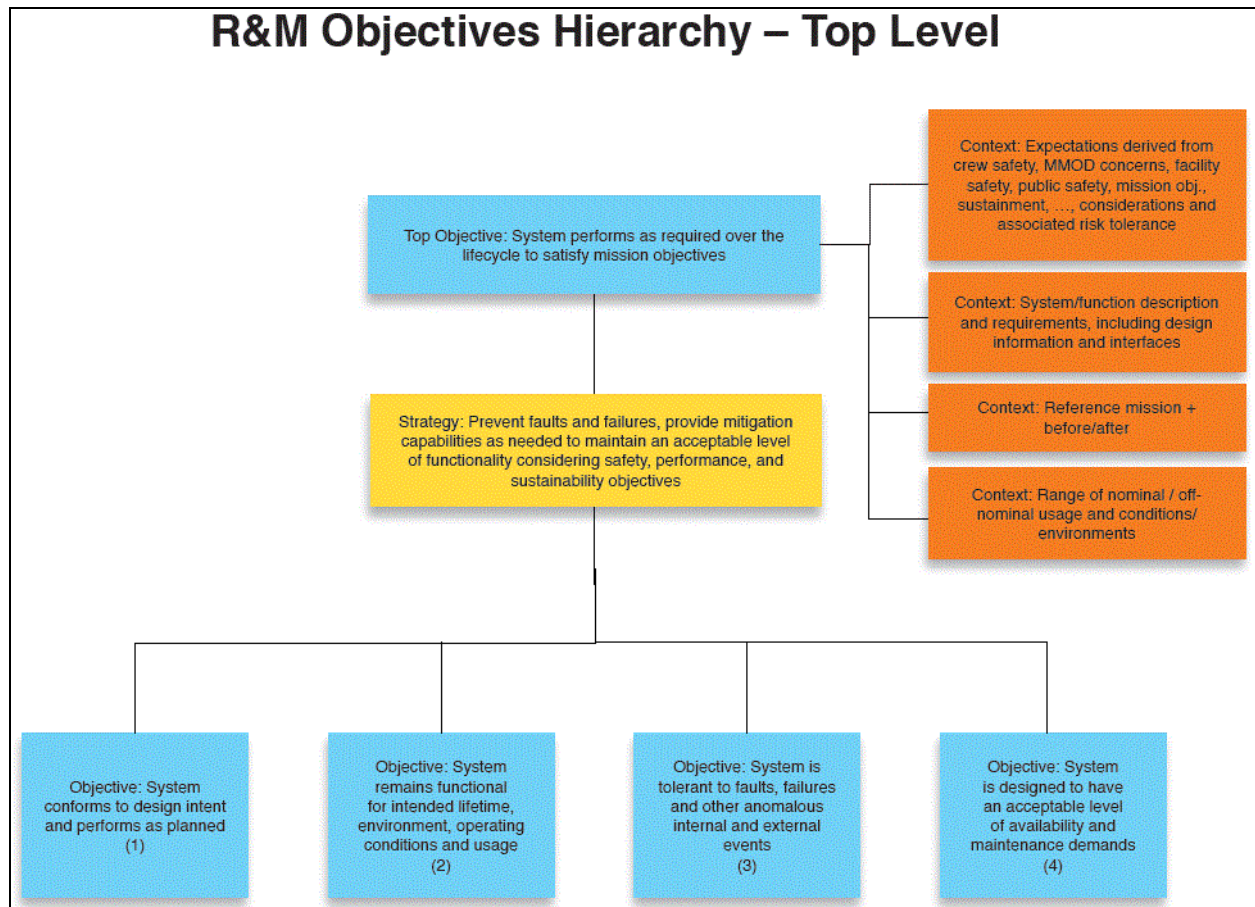 R&M Objectives Hierarchy – Top Level
Context: Expectations derived from
crew safety, MMOD concerns, facility
safety, public safety, mission obj.,
sustainment, …, considerations and
associated risk tolerance
Top Objective: System performs as required over the
lifecycle to satisfy mission objectives
Context: System/function description
and requirements, including design
information and interfaces
Strategy: Prevent faults and failures, provide mitigation
capabilities as needed to maintain an acceptable level
of functionality considering safety, performance, and
sustainability objectives
Context: Reference mission +
before/after
Context: Range of nominal / off-
nominal usage and conditions/
environments
Objective: System
conforms to design intent
and performs as planned
(1)
Objective: System
remains functional
for intended lifetime,
environment, operating
conditions and usage
(2)
Objective: System is
tolerant to faults, failures
and other anomalous
internal and external
events
(3)
Objective: System
is designed to have
an acceptable level
of availability and
maintenance demands
(4)